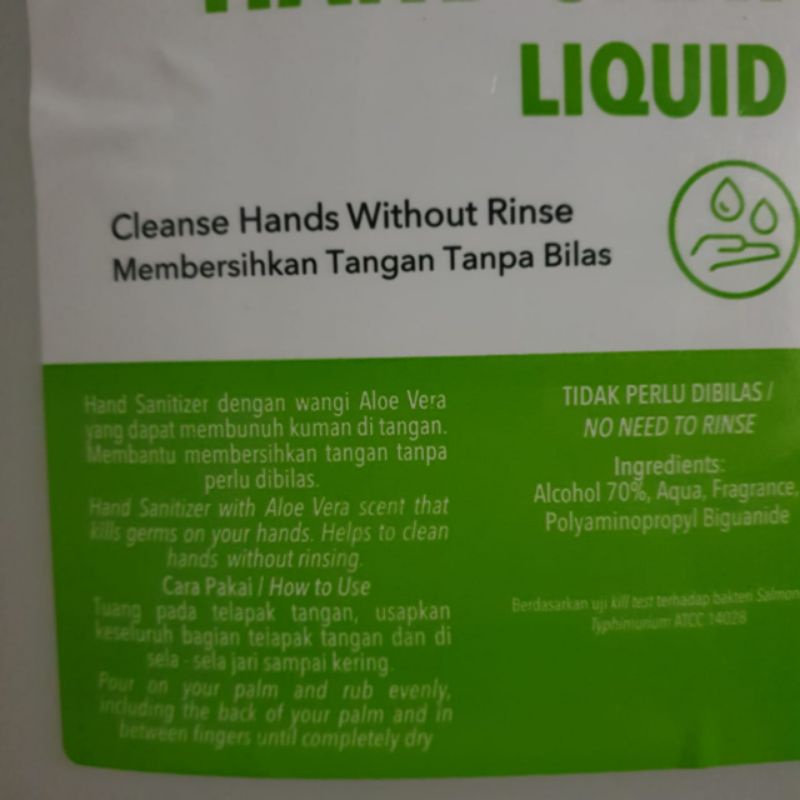 LIQUID
Cleanse Hands Without Rinse
Membersihkan Tangan Tanpa Bilas
Hand Sanitizer dengan wangi Aloe Vera
yang dapat membunuh kuman di tangan.
Membantu membersihkan tangan tanpa
perlu dibilas.
Hand Sanitizer with Aloe Vera scent that
kills germs on your hands. Helps to clean
hands without rinsing.
Cara Pakai / How to Use
Tuang pada telapak tangan, usapkan
keseluruh bagian telapak tangan dan di
sela - sela jari sampai kering.
Pour on your palm and rub evenly,
including the back of your palm and in
between fingers until completely dry
TIDAK PERLU DIBILAS /
NO NEED TO RINSE
Ingredients:
Alcohol 70%, Aqua, Fragrance,
Polyaminopropyl Biguanide
Berdasarkan uji kill test terhadap bakteri
Typhimurium ATCC 14028